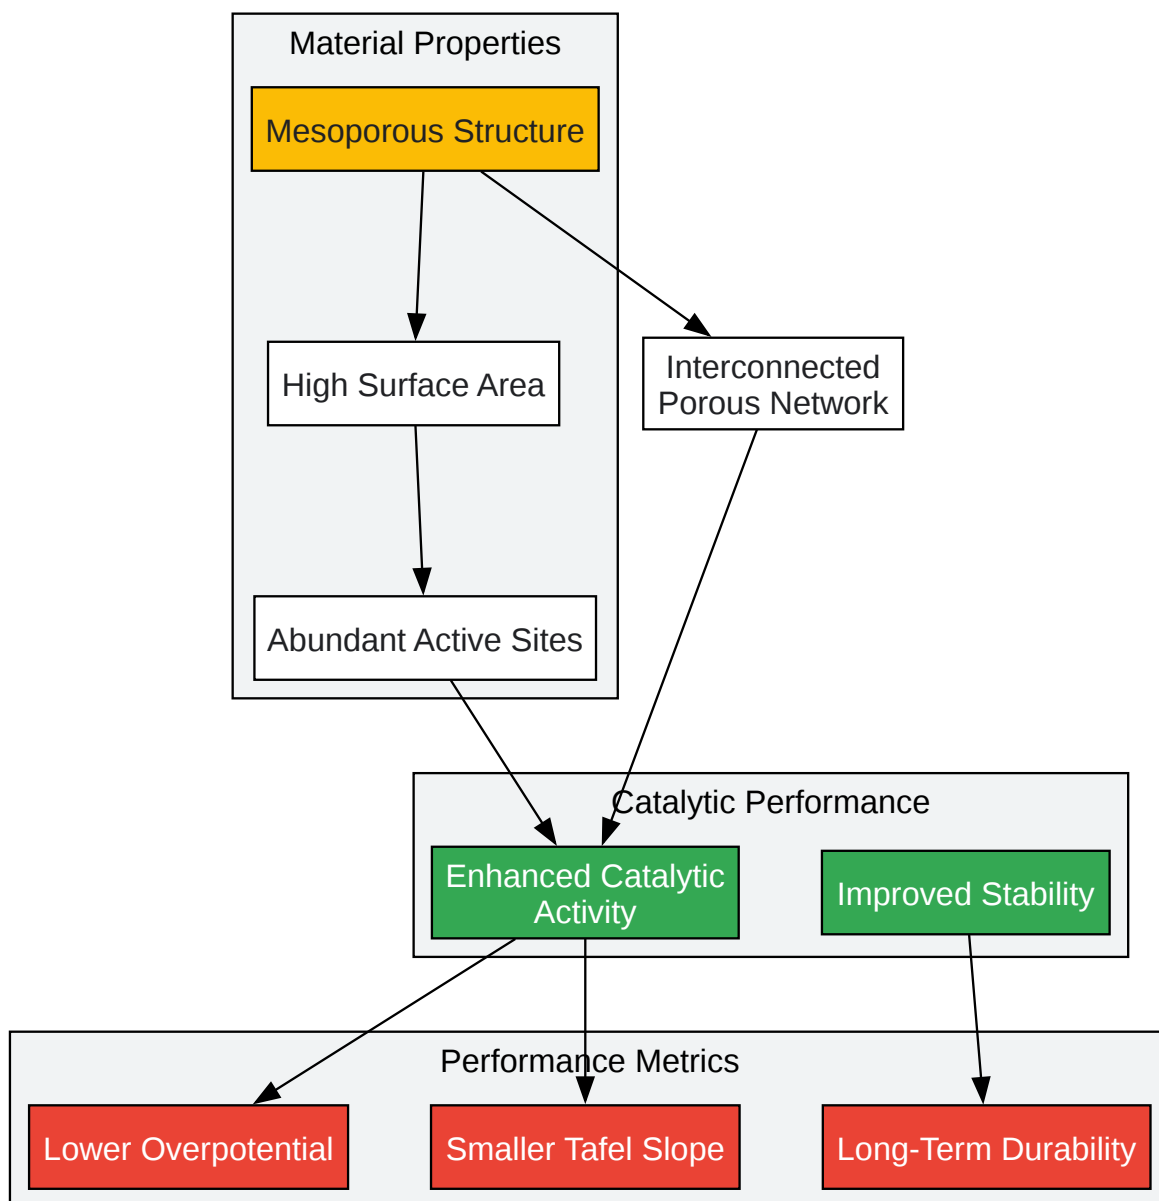 Material Properties
Mesoporous Structure
High Surface Area
Interconnected
Porous Network
Abundant Active Sites
Catalytic Performance
Enhanced Catalytic
Activity
Improved Stability
Performance Metrics
Lower Overpotential
Smaller Tafel Slope
Long-Term Durability